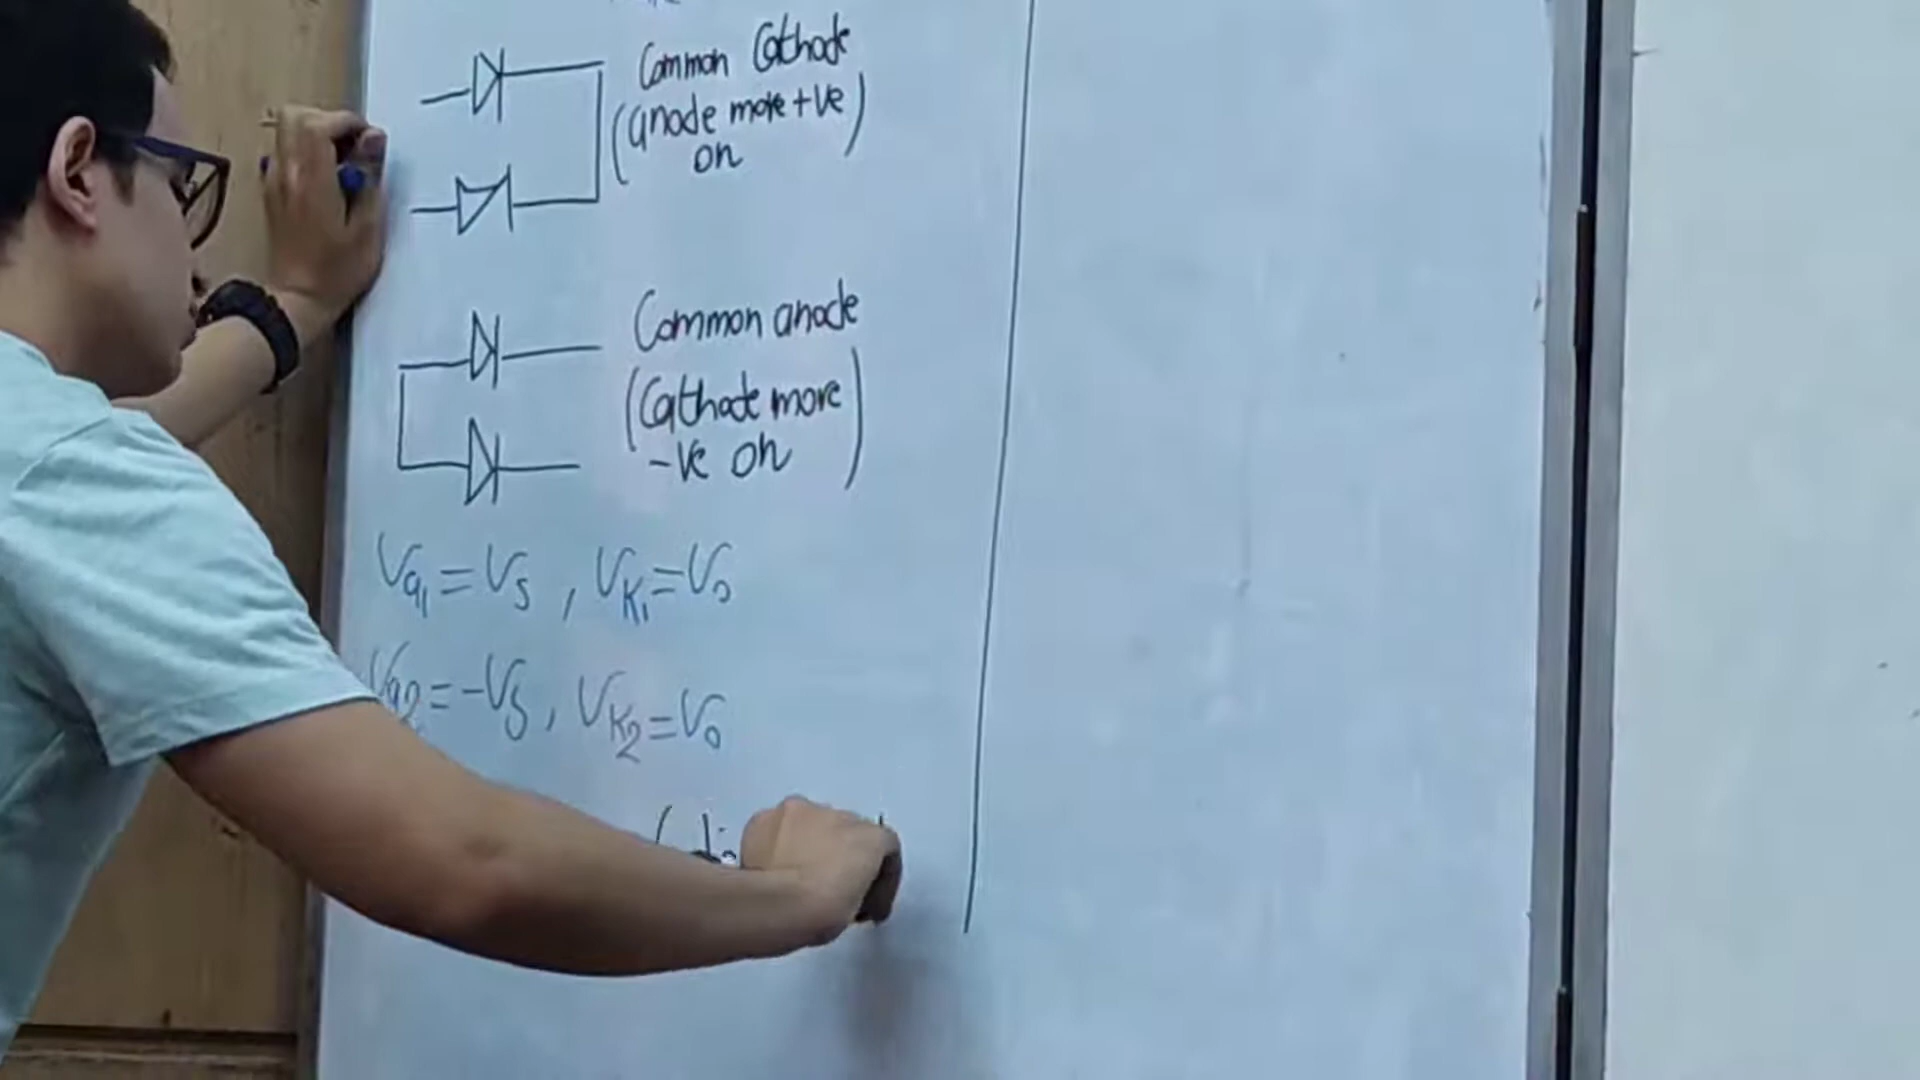 Common Cathode
(anode more +ve)
on
Common anode
(Cathode more
-ve on)
Va1 = Vs , VK1 = Vo
Va2 = -Vs , VK2 = Vo